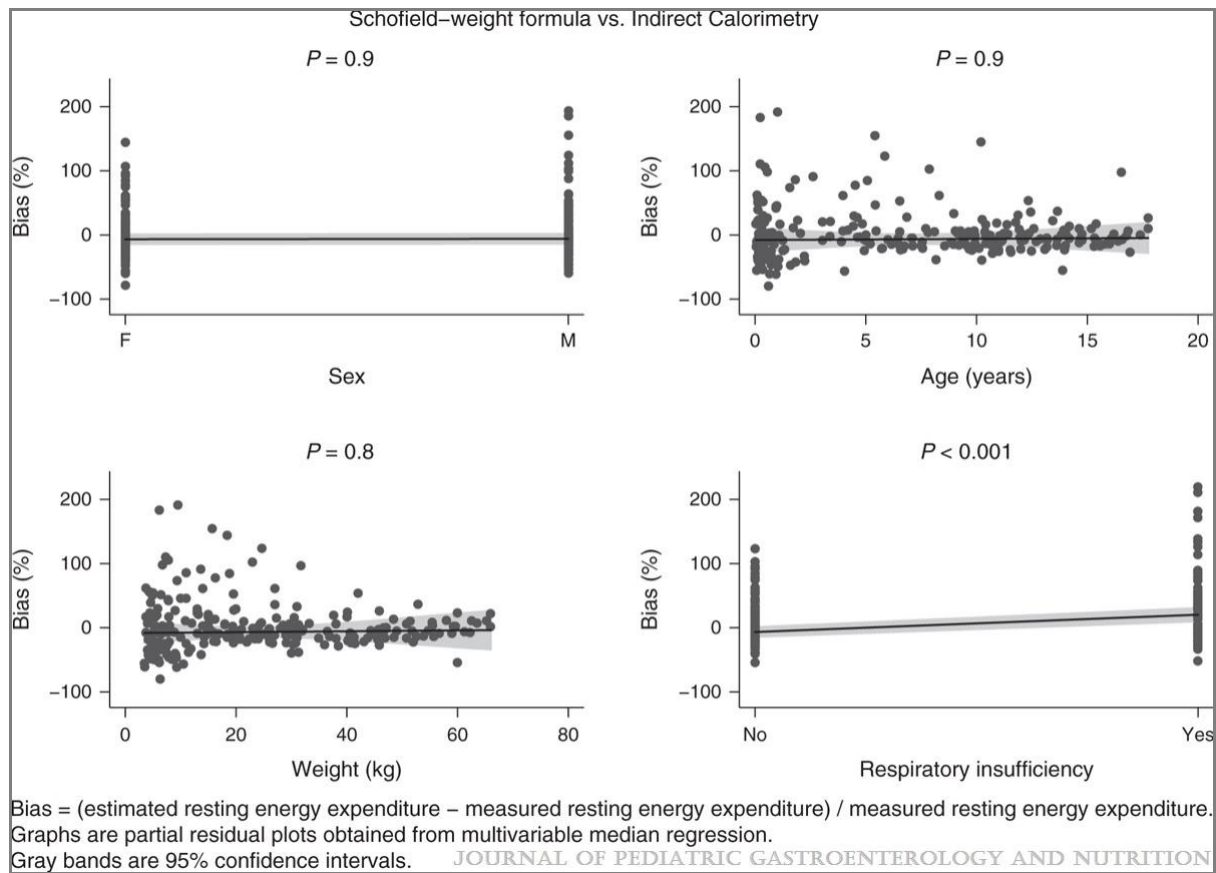 Schofield–weight formula vs. Indirect Calorimetry
P = 0.9
Bias (%)
200
100
0
−100
F
M
Sex
P = 0.9
Bias (%)
200
100
0
−100
0
5
10
15
20
Age (years)
P = 0.8
Bias (%)
200
100
0
−100
0
20
40
60
80
Weight (kg)
P < 0.001
Bias (%)
200
100
0
−100
No
Yes
Respiratory insufficiency
Bias = (estimated resting energy expenditure − measured resting energy expenditure) / measured resting energy expenditure.
Graphs are partial residual plots obtained from multivariable median regression.
Gray bands are 95% confidence intervals.
JOURNAL OF PEDIATRIC GASTROENTEROLOGY AND NUTRITION